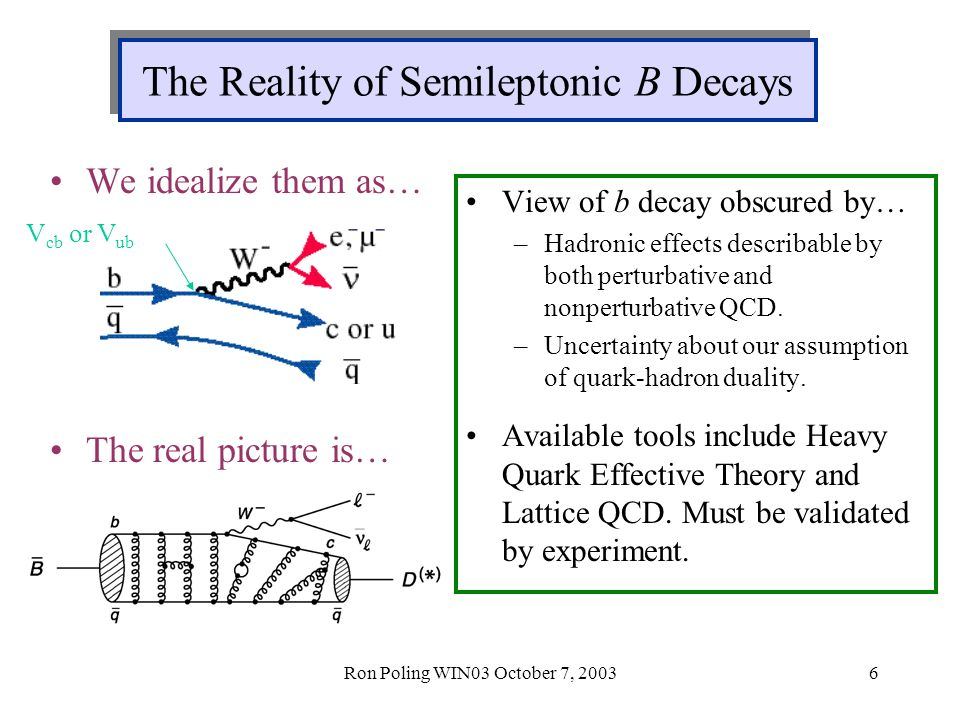 The Reality of Semileptonic B Decays
• We idealize them as…
V_cb or V_ub
W⁻
e,⁻ μ⁻
ν̄
b
q̄
c or u
q̄
• The real picture is…
b
W⁻
ℓ⁻
ν̄_ℓ
c
B̄
D(*)
q̄
q̄
• View of b decay obscured by…
– Hadronic effects describable by
both perturbative and
nonperturbative QCD.
– Uncertainty about our assumption
of quark-hadron duality.
• Available tools include Heavy
Quark Effective Theory and
Lattice QCD. Must be validated
by experiment.
Ron Poling WIN03 October 7, 2003
6